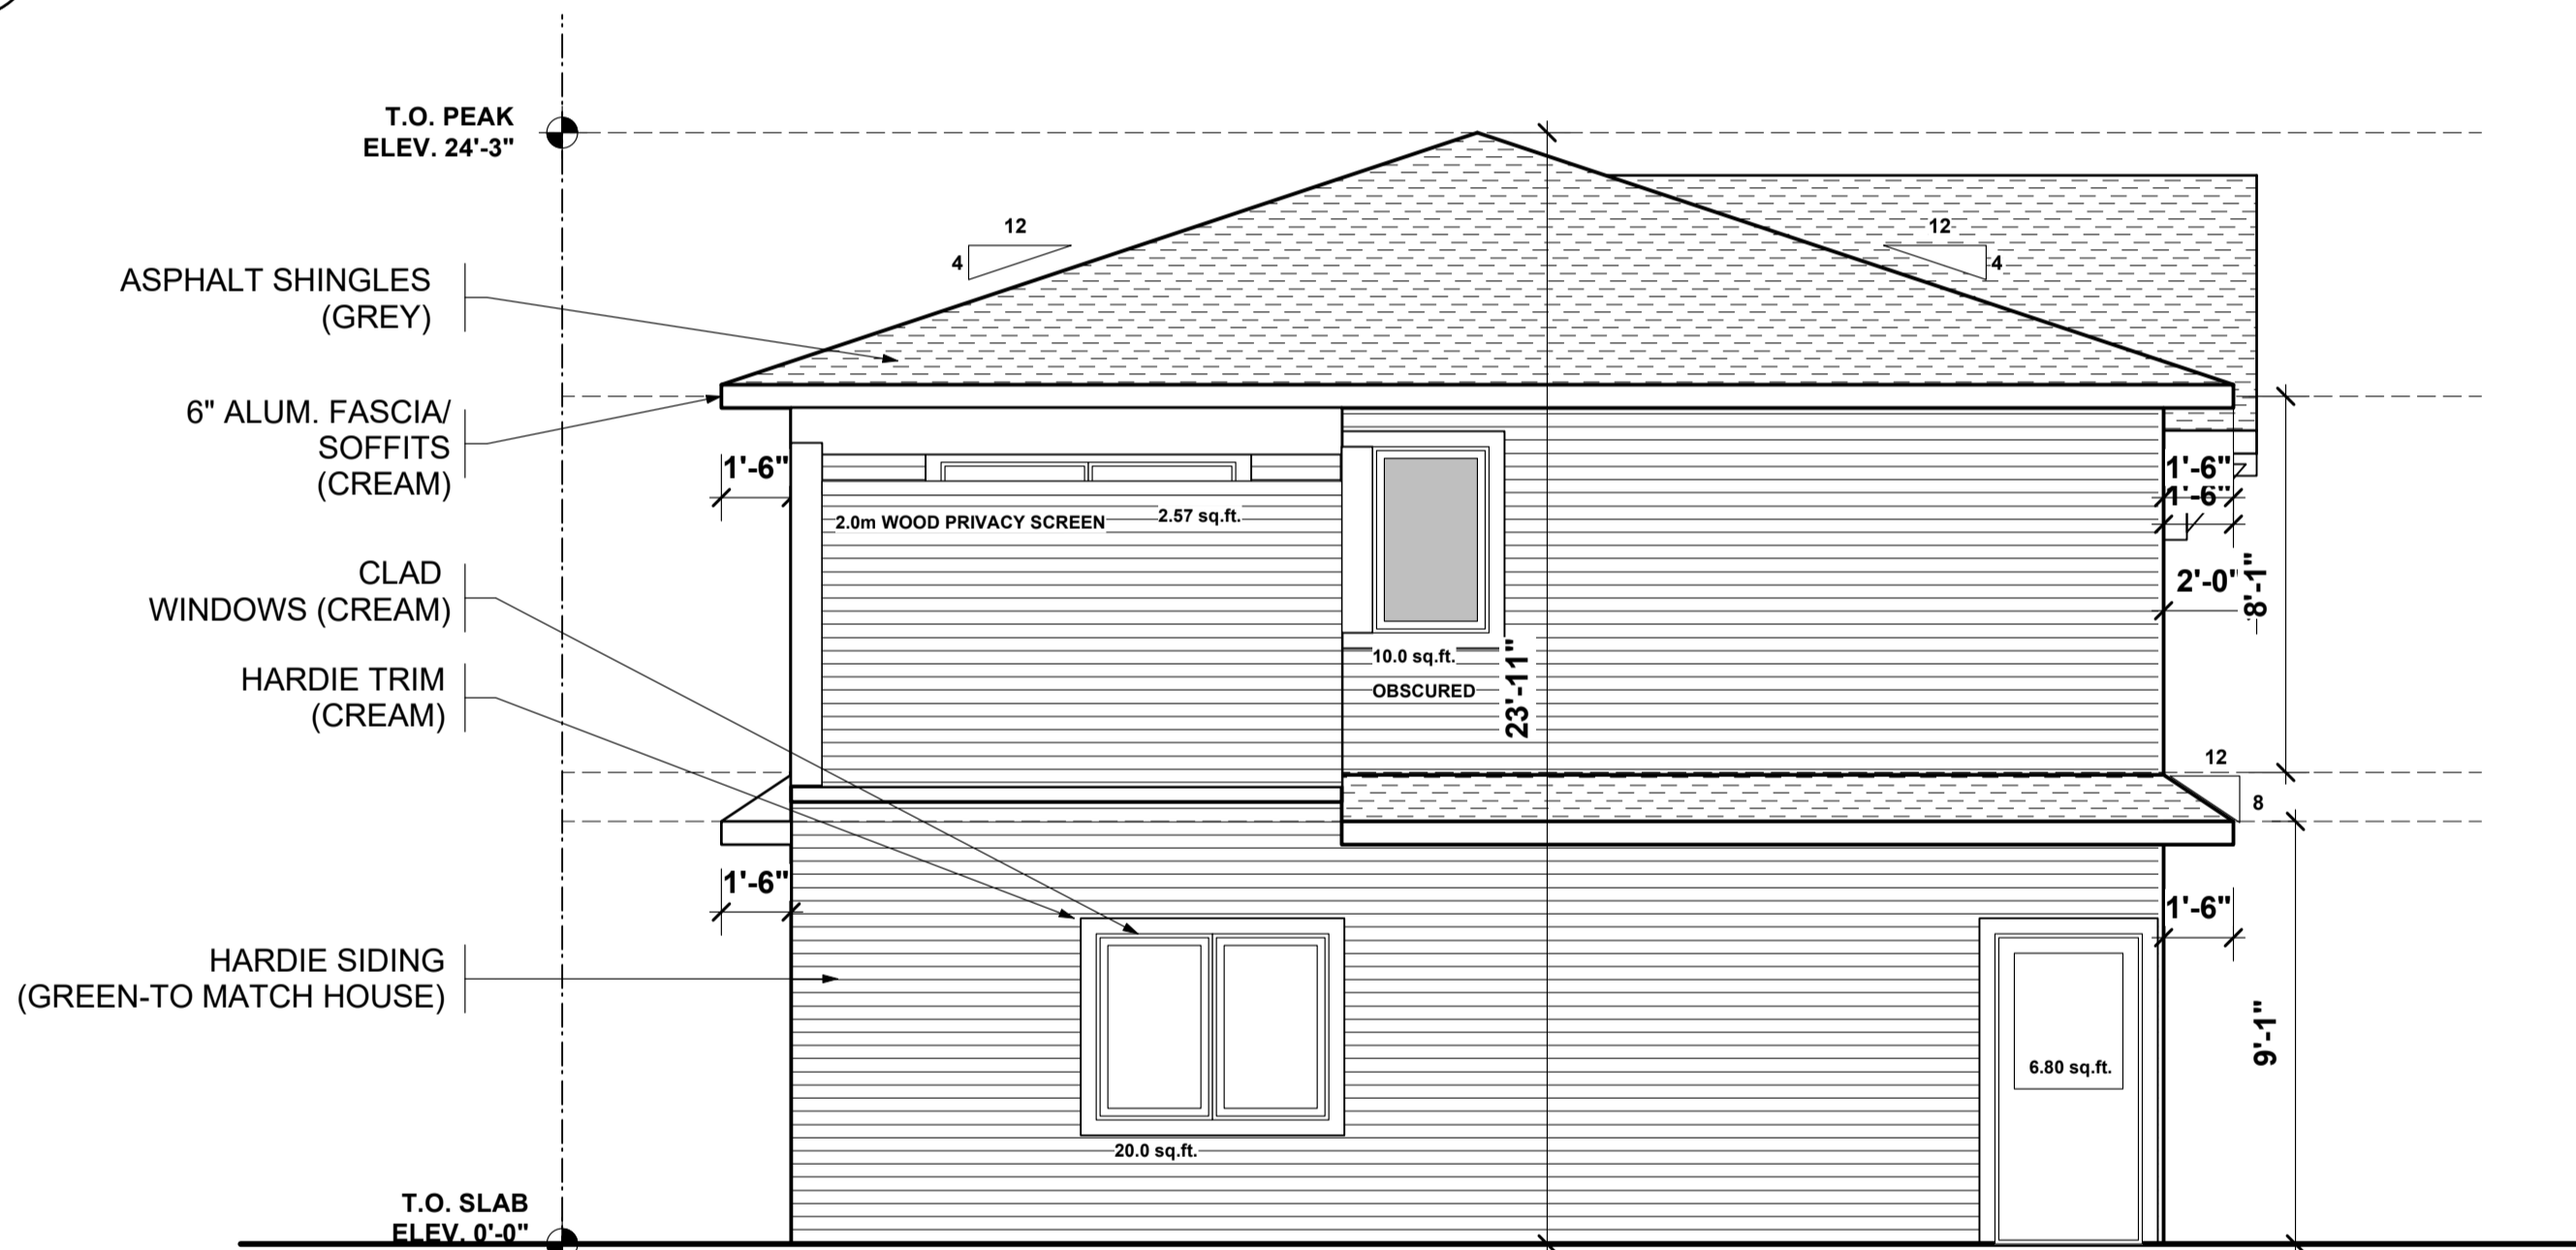 T.O. PEAK
ELEV. 24'-3"
12
4
12
4
ASPHALT SHINGLES
(GREY)
6" ALUM. FASCIA/
SOFFITS
(CREAM)
1'-6"
1'-6"
1'-6"
2.0m WOOD PRIVACY SCREEN
2.57 sq.ft.
CLAD
WINDOWS (CREAM)
2'-0"
8'-1"
10.0 sq.ft.
OBSCURED
23'-11"
HARDIE TRIM
(CREAM)
12
8
1'-6"
1'-6"
HARDIE SIDING
(GREEN-TO MATCH HOUSE)
9'-1"
6.80 sq.ft.
20.0 sq.ft.
T.O. SLAB
ELEV. 0'-0"